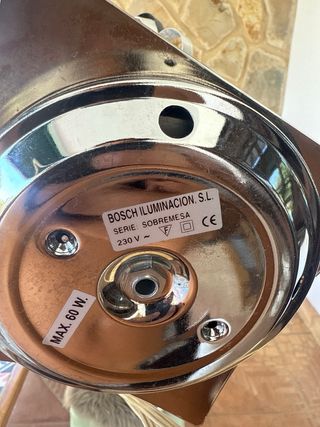 BOSCH ILUMINACION. S.L.
SERIE: SOBREMESA
230 V ~ F CE
MAX. 60 W.